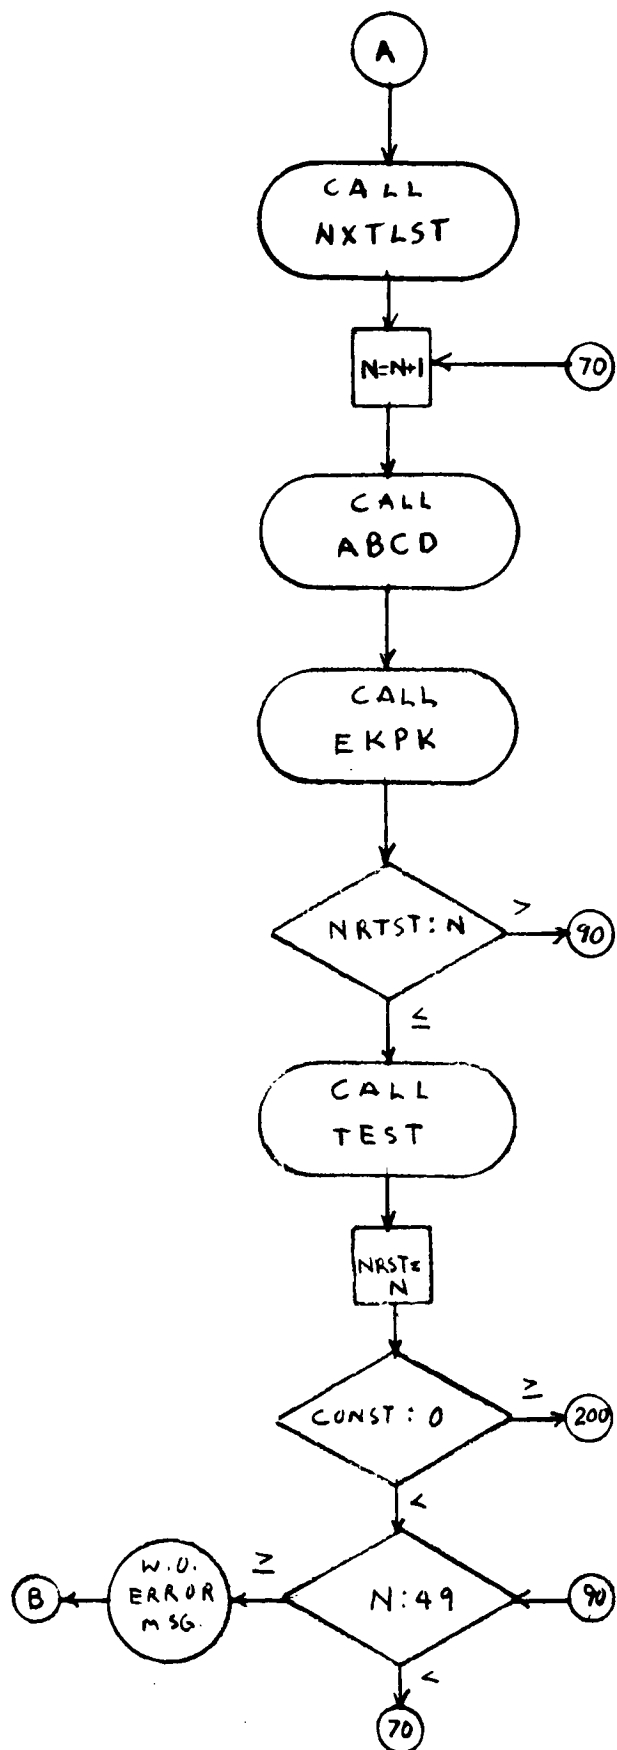 A
CALL
NXTLST
N=N+1
70
CALL
ABCD
CALL
EKPK
NRTST: N
>
90
≤
CALL
TEST
NRST=
N
CONST: 0
≥
200
<
W.O.
ERROR
MSG.
B
≥
N:49
90
<
70